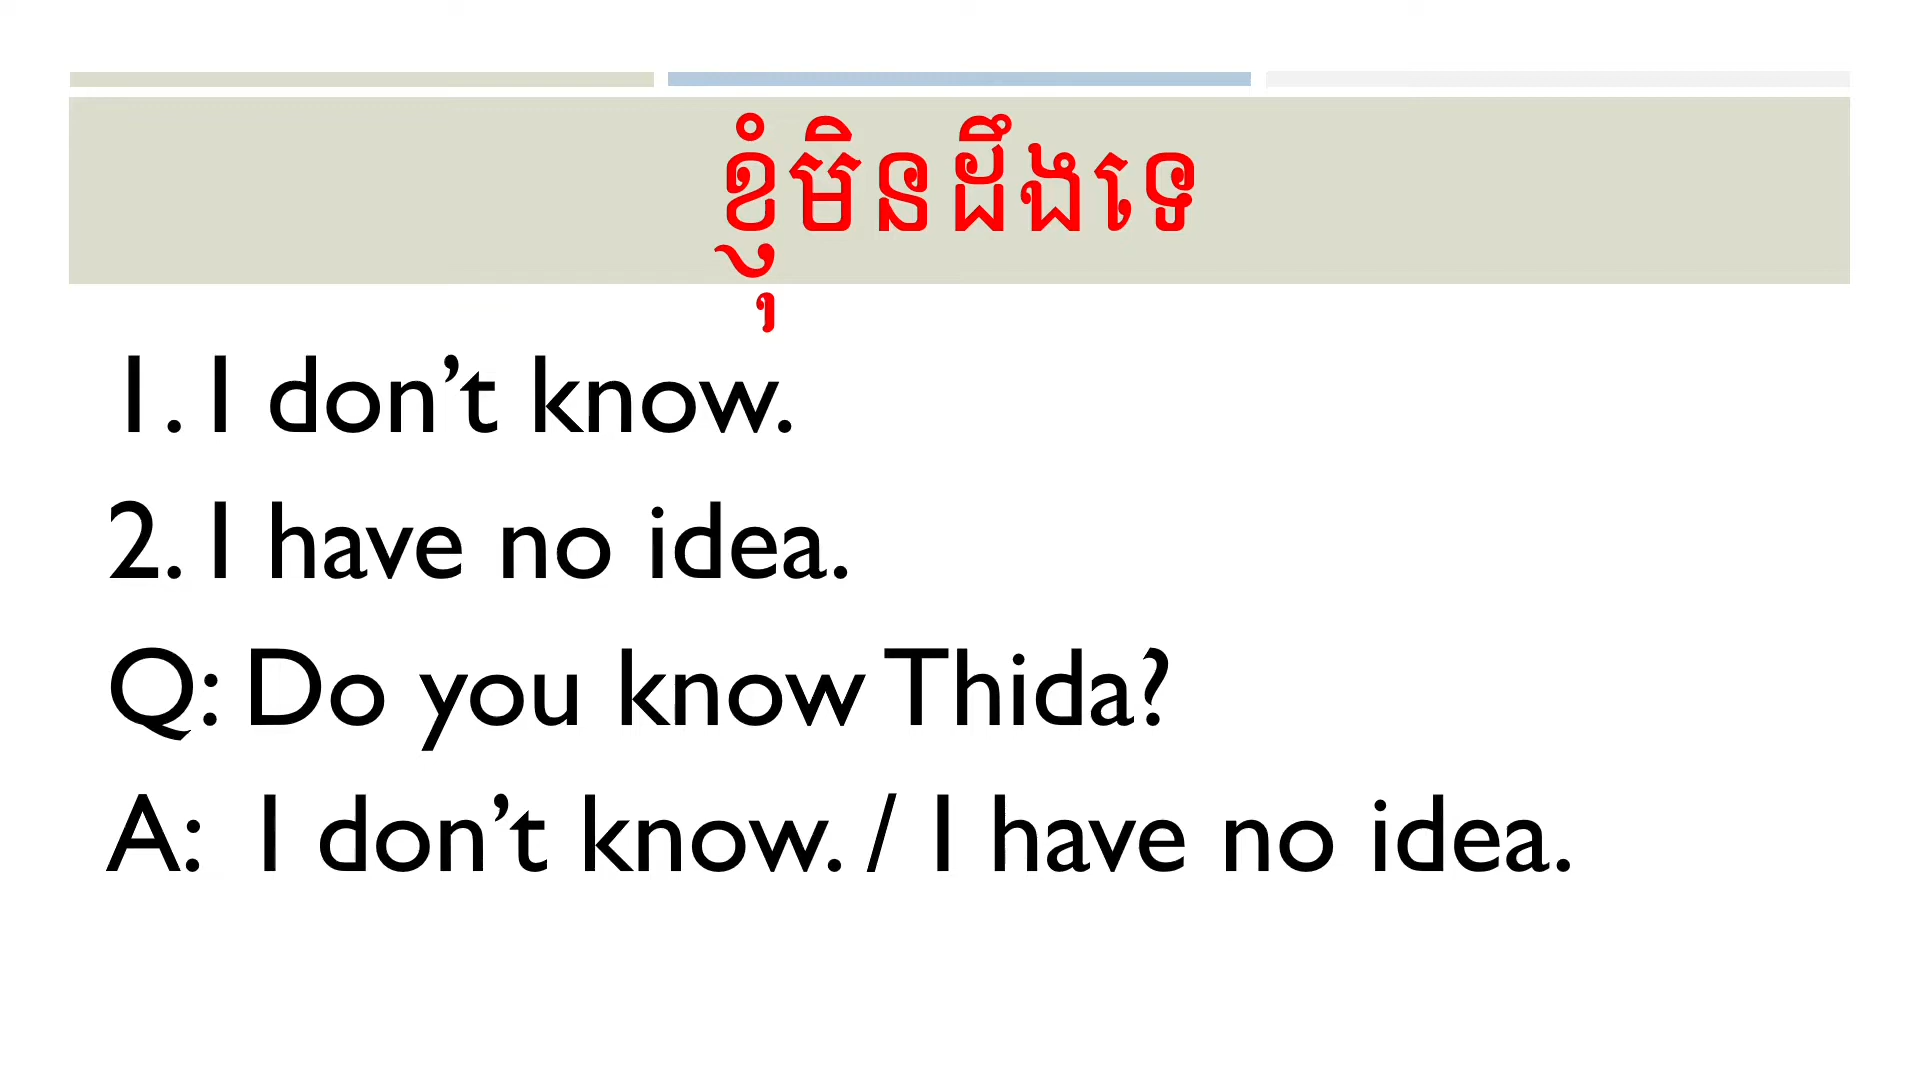 ខ្ញុំមិនដឹងទេ
1. I don’t know.
2. I have no idea.
Q: Do you know Thida?
A: I don’t know. / I have no idea.